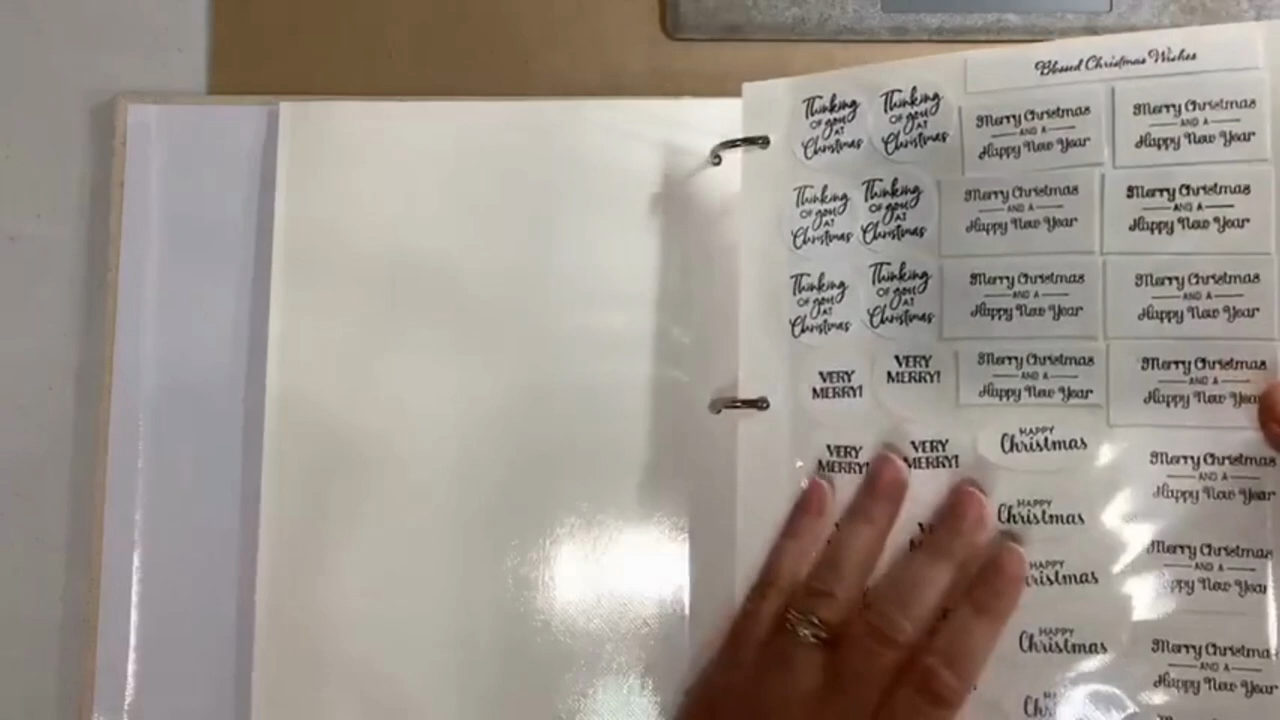 Blessed Christmas Wishes
Thinking
OF you
AT
Christmas
Thinking
OF you
AT
Christmas
Merry Christmas
AND A
Happy New Year
Merry Christmas
AND A
Happy New Year
Thinking
OF you
AT
Christmas
Thinking
OF you
AT
Christmas
Merry Christmas
AND A
Happy New Year
Merry Christmas
AND A
Happy New Year
Thinking
OF you
AT
Christmas
Thinking
OF you
AT
Christmas
Merry Christmas
AND A
Happy New Year
Merry Christmas
AND A
Happy New Year
VERY
MERRY!
VERY
MERRY!
Merry Christmas
AND A
Happy New Year
Merry Christmas
AND A
Happy New Year
VERY
MERRY!
VERY
MERRY!
HAPPY
Christmas
Merry Christmas
AND A
Happy New Year
HAPPY
Christmas
Merry Christmas
AND A
Happy New Year
HAPPY
Christmas
HAPPY
Christmas
Merry Christmas
AND A
Happy New Year